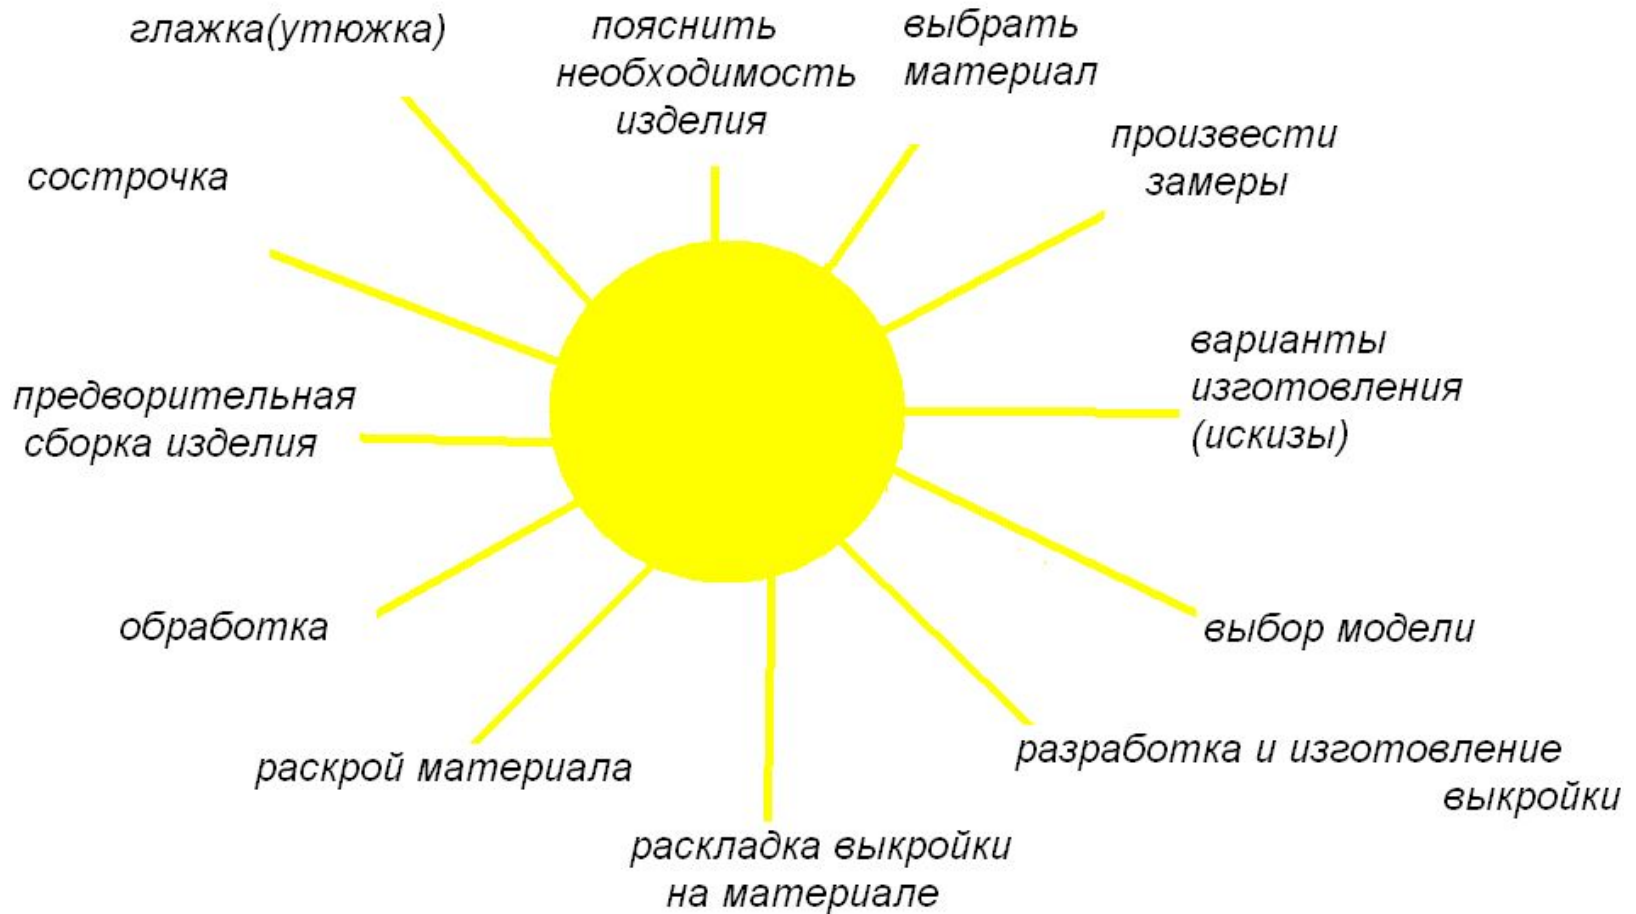 глажка(утюжка)
пояснить
необходимость
изделия
выбрать
материал
произвести
замеры
варианты
изготовления
(искизы)
выбор модели
разработка и изготовление
выкройки
раскладка выкройки
на материале
раскрой материала
обработка
предворительная
сборка изделия
сострочка